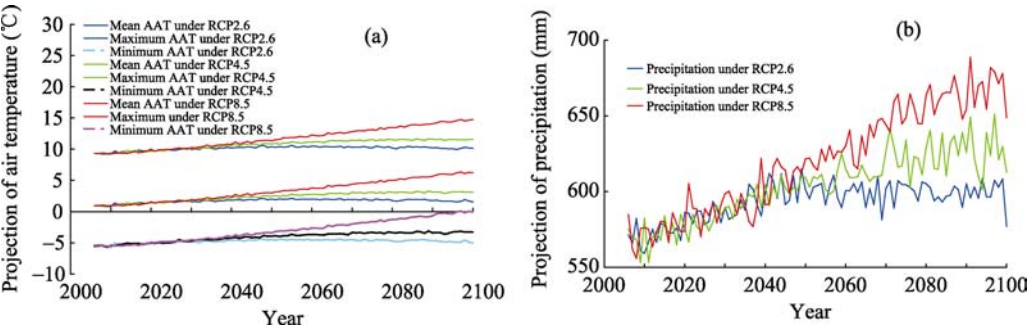 Projection of air temperature (℃)
30
25
20
15
10
5
0
−5
−10
Mean AAT under RCP2.6
Maximum AAT under RCP2.6
Minimum AAT under RCP2.6
Mean AAT under RCP4.5
Maximum AAT under RCP4.5
Minimum AAT under RCP4.5
Mean AAT under RCP8.5
Maximum under RCP8.5
Minimum AAT under RCP8.5
(a)
2000 2020 2040 2060 2080 2100
Year
Projection of precipitation (mm)
700
650
600
550
(b)
Precipitation under RCP2.6
Precipitation under RCP4.5
Precipitation under RCP8.5
2000 2020 2040 2060 2080 2100
Year